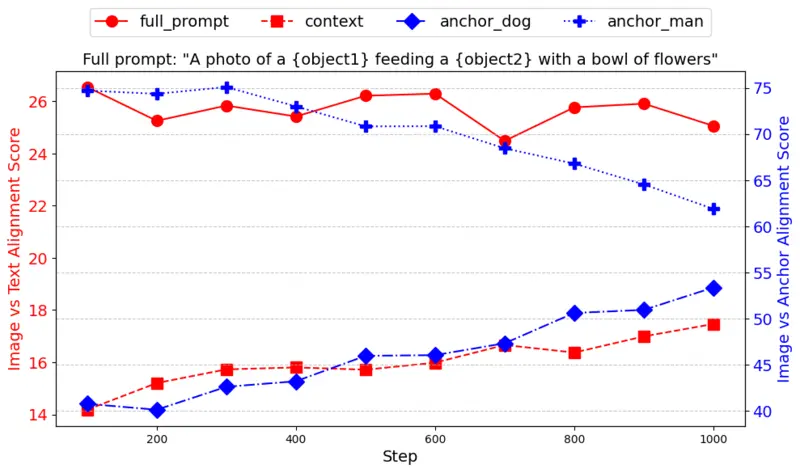 full_prompt context anchor_dog anchor_man
Full prompt: "A photo of a {object1} feeding a {object2} with a bowl of flowers"
Image vs Text Alignment Score
26
24
22
20
18
16
14
75
70
65
60
55
50
45
40
Image vs Anchor Alignment Score
200 400 600 800 1000
Step